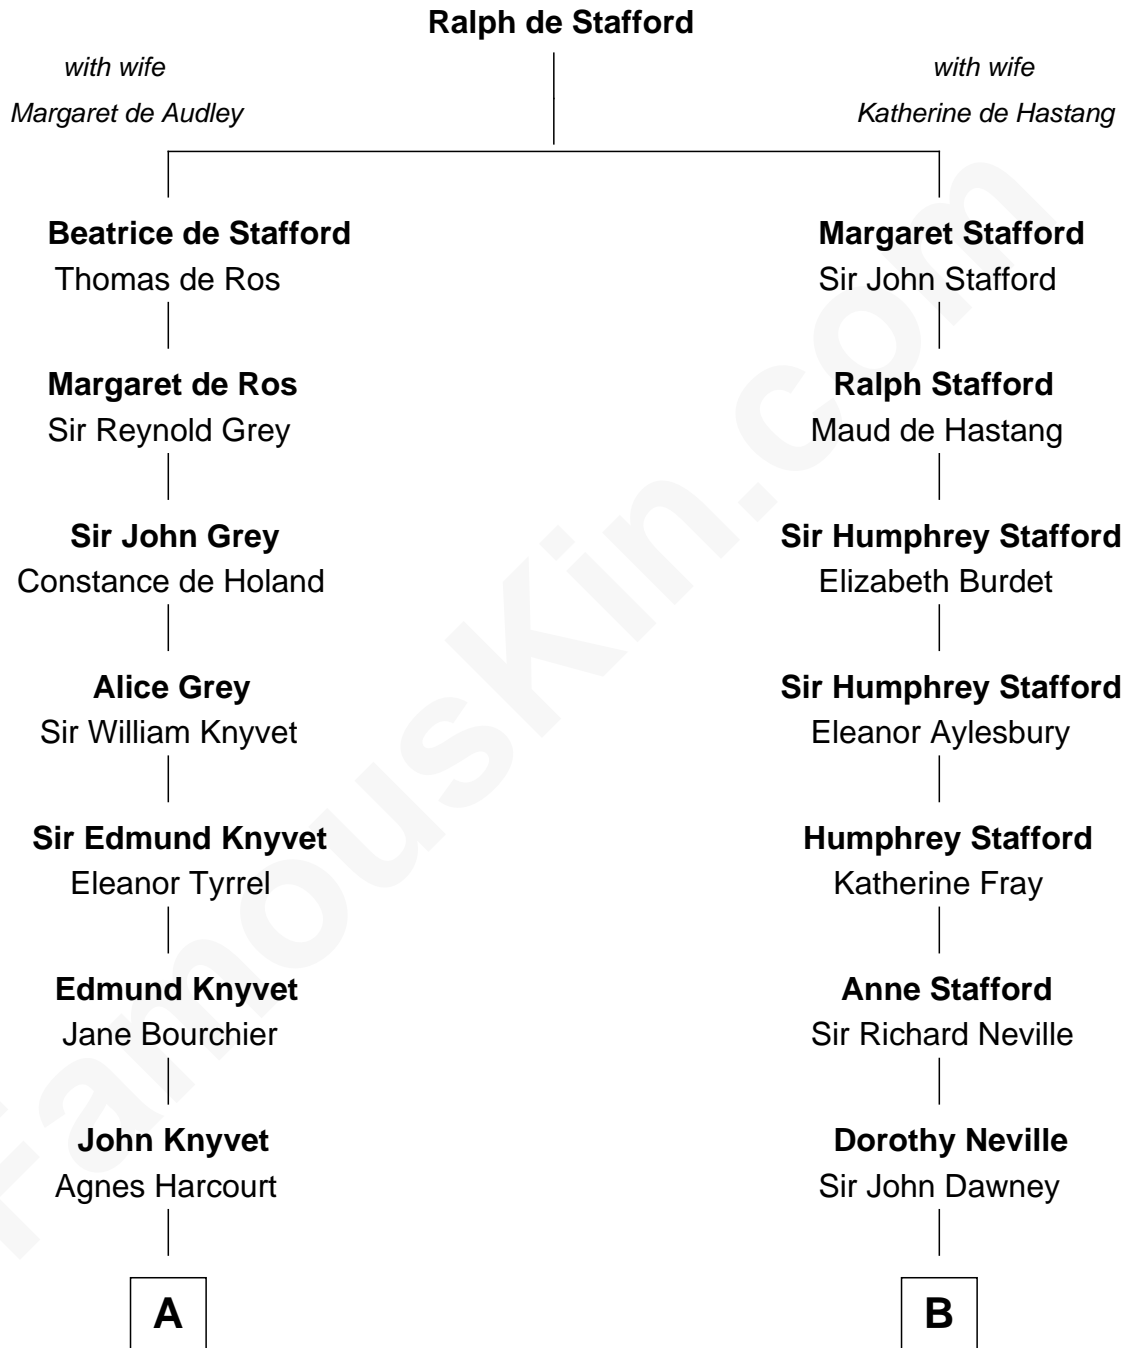 Ralph de Stafford
with wife
Margaret de Audley
with wife
Katherine de Hastang
Beatrice de Stafford
Thomas de Ros
Margaret Stafford
Sir John Stafford
Margaret de Ros
Sir Reynold Grey
Ralph Stafford
Maud de Hastang
Sir John Grey
Constance de Holand
Sir Humphrey Stafford
Elizabeth Burdet
Alice Grey
Sir William Knyvet
Sir Humphrey Stafford
Eleanor Aylesbury
Sir Edmund Knyvet
Eleanor Tyrrel
Humphrey Stafford
Katherine Fray
Edmund Knyvet
Jane Bourchier
Anne Stafford
Sir Richard Neville
John Knyvet
Agnes Harcourt
Dorothy Neville
Sir John Dawney
A
B
FamousKin.com